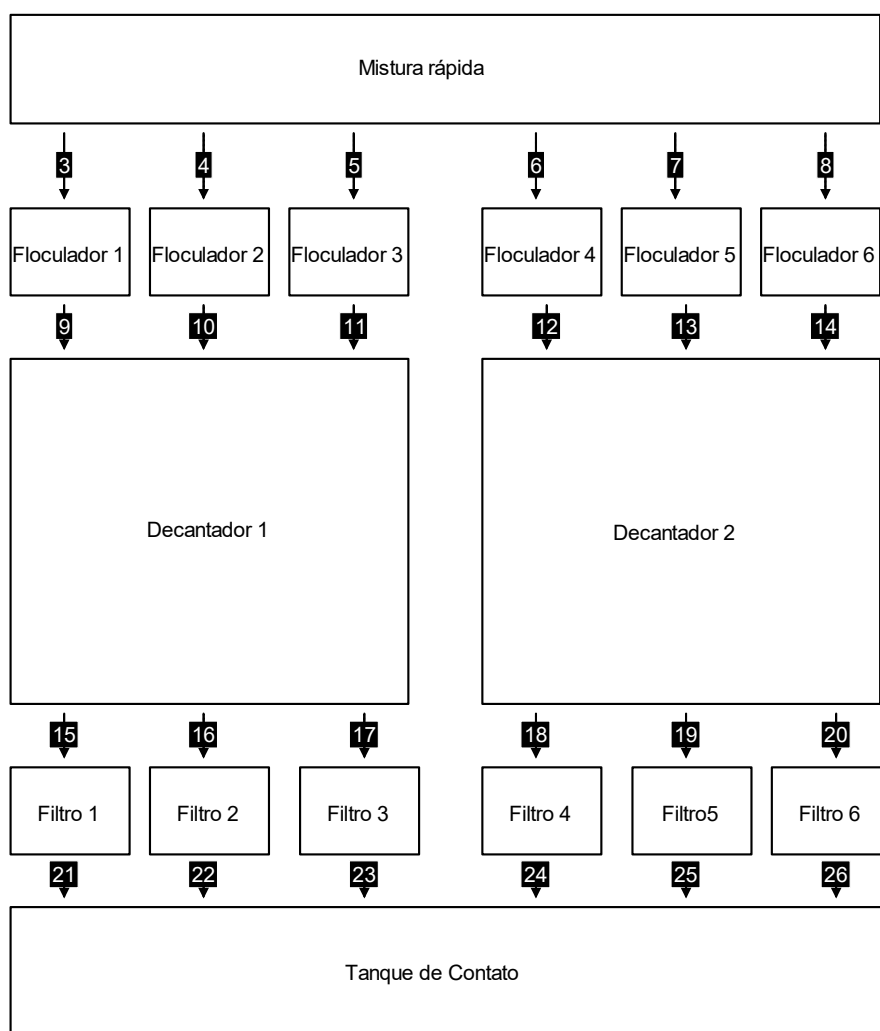 Mistura rápida
3 4 5 6 7 8
Floculador 1 Floculador 2 Floculador 3 Floculador 4 Floculador 5 Floculador 6
9 10 11 12 13 14
Decantador 1 Decantador 2
15 16 17 18 19 20
Filtro 1 Filtro 2 Filtro 3 Filtro 4 Filtro5 Filtro 6
21 22 23 24 25 26
Tanque de Contato